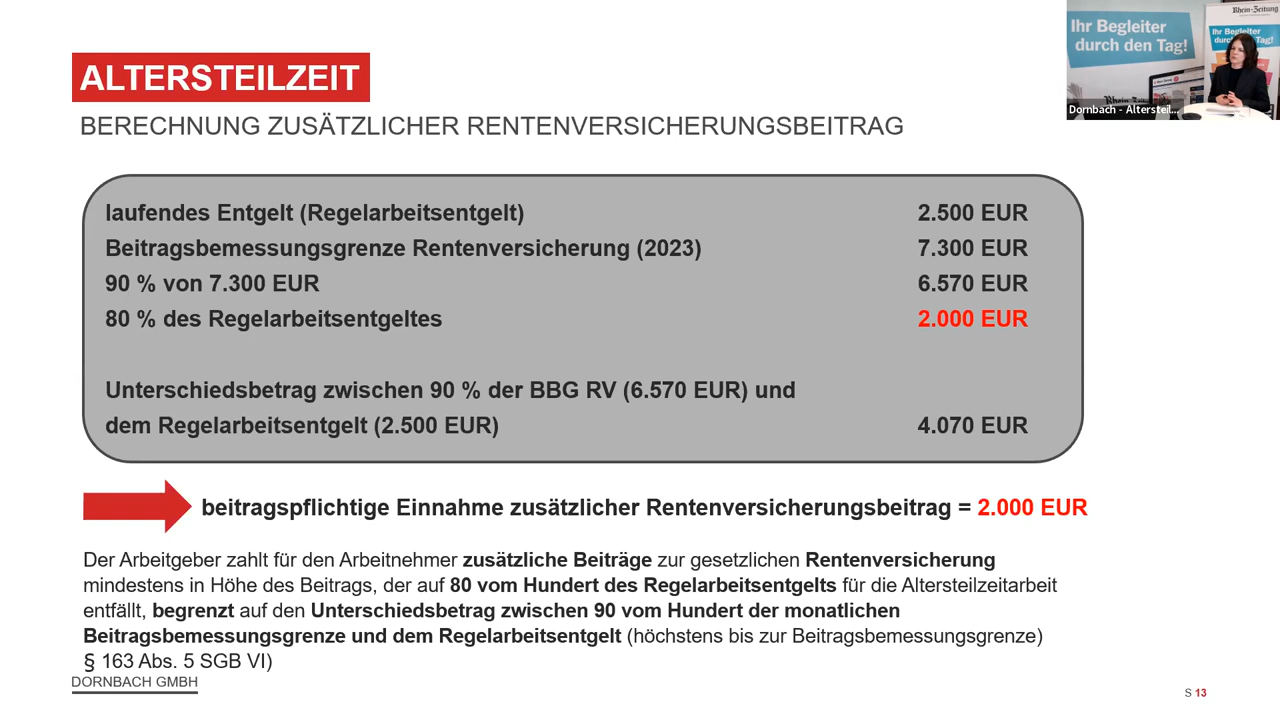 Rhein-Zeitung
Ihr Begleiter
durch den Tag!
Ihr Begleiter
durch den Tag!
Rhein-Zeitung
Dornbach - Altersteil...
ALTERSTEILZEIT
BERECHNUNG ZUSÄTZLICHER RENTENVERSICHERUNGSBEITRAG
laufendes Entgelt (Regelarbeitsentgelt) 2.500 EUR
Beitragsbemessungsgrenze Rentenversicherung (2023) 7.300 EUR
90 % von 7.300 EUR 6.570 EUR
80 % des Regelarbeitsentgeltes 2.000 EUR
Unterschiedsbetrag zwischen 90 % der BBG RV (6.570 EUR) und
dem Regelarbeitsentgelt (2.500 EUR) 4.070 EUR
beitragspflichtige Einnahme zusätzlicher Rentenversicherungsbeitrag = 2.000 EUR
Der Arbeitgeber zahlt für den Arbeitnehmer zusätzliche Beiträge zur gesetzlichen Rentenversicherung
mindestens in Höhe des Beitrags, der auf 80 vom Hundert des Regelarbeitsentgelts für die Altersteilzeitarbeit
entfällt, begrenzt auf den Unterschiedsbetrag zwischen 90 vom Hundert der monatlichen
Beitragsbemessungsgrenze und dem Regelarbeitsentgelt (höchstens bis zur Beitragsbemessungsgrenze)
§ 163 Abs. 5 SGB VI)
DORNBACH GMBH
S 13